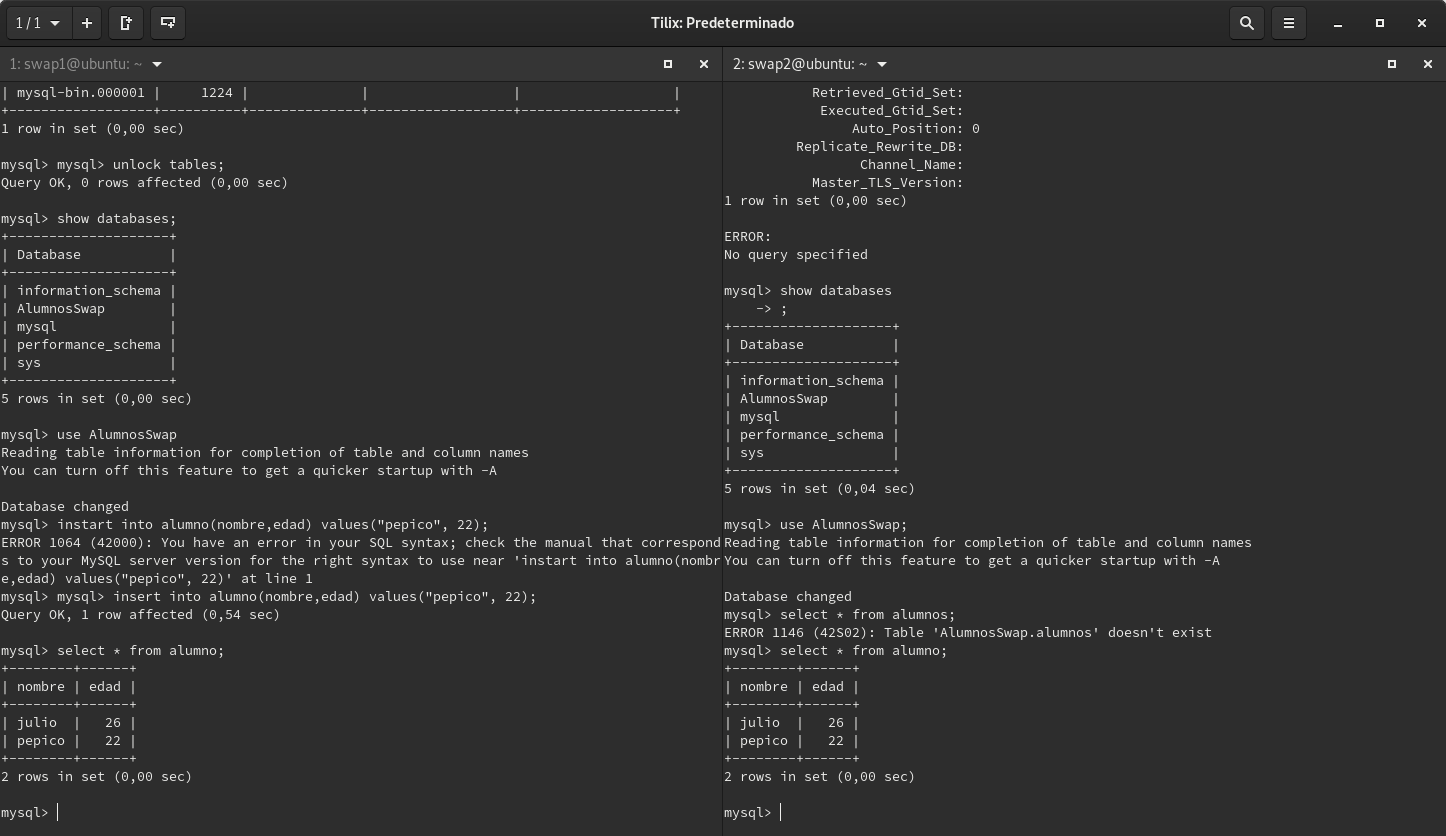 1 / 1
Tilix: Predeterminado
1: swap1@ubuntu: ~
| mysql-bin.000001 |     1224 |              |                  |                   |
+------------------+----------+--------------+------------------+-------------------+
1 row in set (0,00 sec)
mysql> mysql> unlock tables;
Query OK, 0 rows affected (0,00 sec)
mysql> show databases;
+--------------------+
| Database           |
+--------------------+
| information_schema |
| AlumnosSwap        |
| mysql              |
| performance_schema |
| sys                |
+--------------------+
5 rows in set (0,00 sec)
mysql> use AlumnosSwap
Reading table information for completion of table and column names
You can turn off this feature to get a quicker startup with -A
Database changed
mysql> instart into alumno(nombre,edad) values("pepico", 22);
ERROR 1064 (42000): You have an error in your SQL syntax; check the manual that correspond
s to your MySQL server version for the right syntax to use near 'instart into alumno(nombr
e,edad) values("pepico", 22)' at line 1
mysql> mysql> insert into alumno(nombre,edad) values("pepico", 22);
Query OK, 1 row affected (0,54 sec)
mysql> select * from alumno;
+--------+------+
| nombre | edad |
+--------+------+
| julio  |   26 |
| pepico |   22 |
+--------+------+
2 rows in set (0,00 sec)
mysql>
2: swap2@ubuntu: ~
Retrieved_Gtid_Set:
Executed_Gtid_Set:
Auto_Position: 0
Replicate_Rewrite_DB:
Channel_Name:
Master_TLS_Version:
1 row in set (0,00 sec)
ERROR:
No query specified
mysql> show databases
    -> ;
+--------------------+
| Database           |
+--------------------+
| information_schema |
| AlumnosSwap        |
| mysql              |
| performance_schema |
| sys                |
+--------------------+
5 rows in set (0,04 sec)
mysql> use AlumnosSwap;
Reading table information for completion of table and column names
You can turn off this feature to get a quicker startup with -A
Database changed
mysql> select * from alumnos;
ERROR 1146 (42S02): Table 'AlumnosSwap.alumnos' doesn't exist
mysql> select * from alumno;
+--------+------+
| nombre | edad |
+--------+------+
| julio  |   26 |
| pepico |   22 |
+--------+------+
2 rows in set (0,00 sec)
mysql>